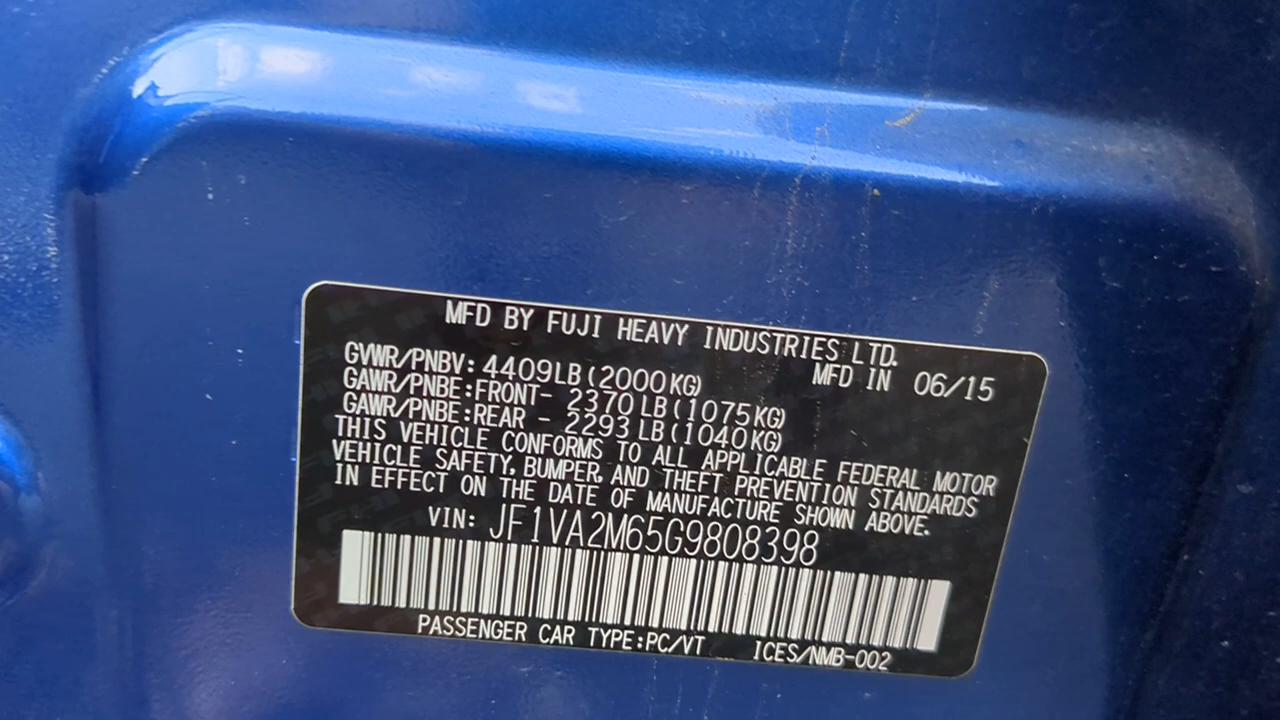 MFD BY FUJI HEAVY INDUSTRIES LTD.
MFD IN 06/15
GVWR/PNBV: 4409LB(2000KG)
GAWR/PNBE:FRONT- 2370LB(1075KG)
GAWR/PNBE:REAR - 2293LB(1040KG)
THIS VEHICLE CONFORMS TO ALL APPLICABLE FEDERAL MOTOR
VEHICLE SAFETY, BUMPER, AND THEFT PREVENTION STANDARDS
IN EFFECT ON THE DATE OF MANUFACTURE SHOWN ABOVE.
VIN: JF1VA2M65G9808398
PASSENGER CAR TYPE:PC/VT ICES/NMB-002